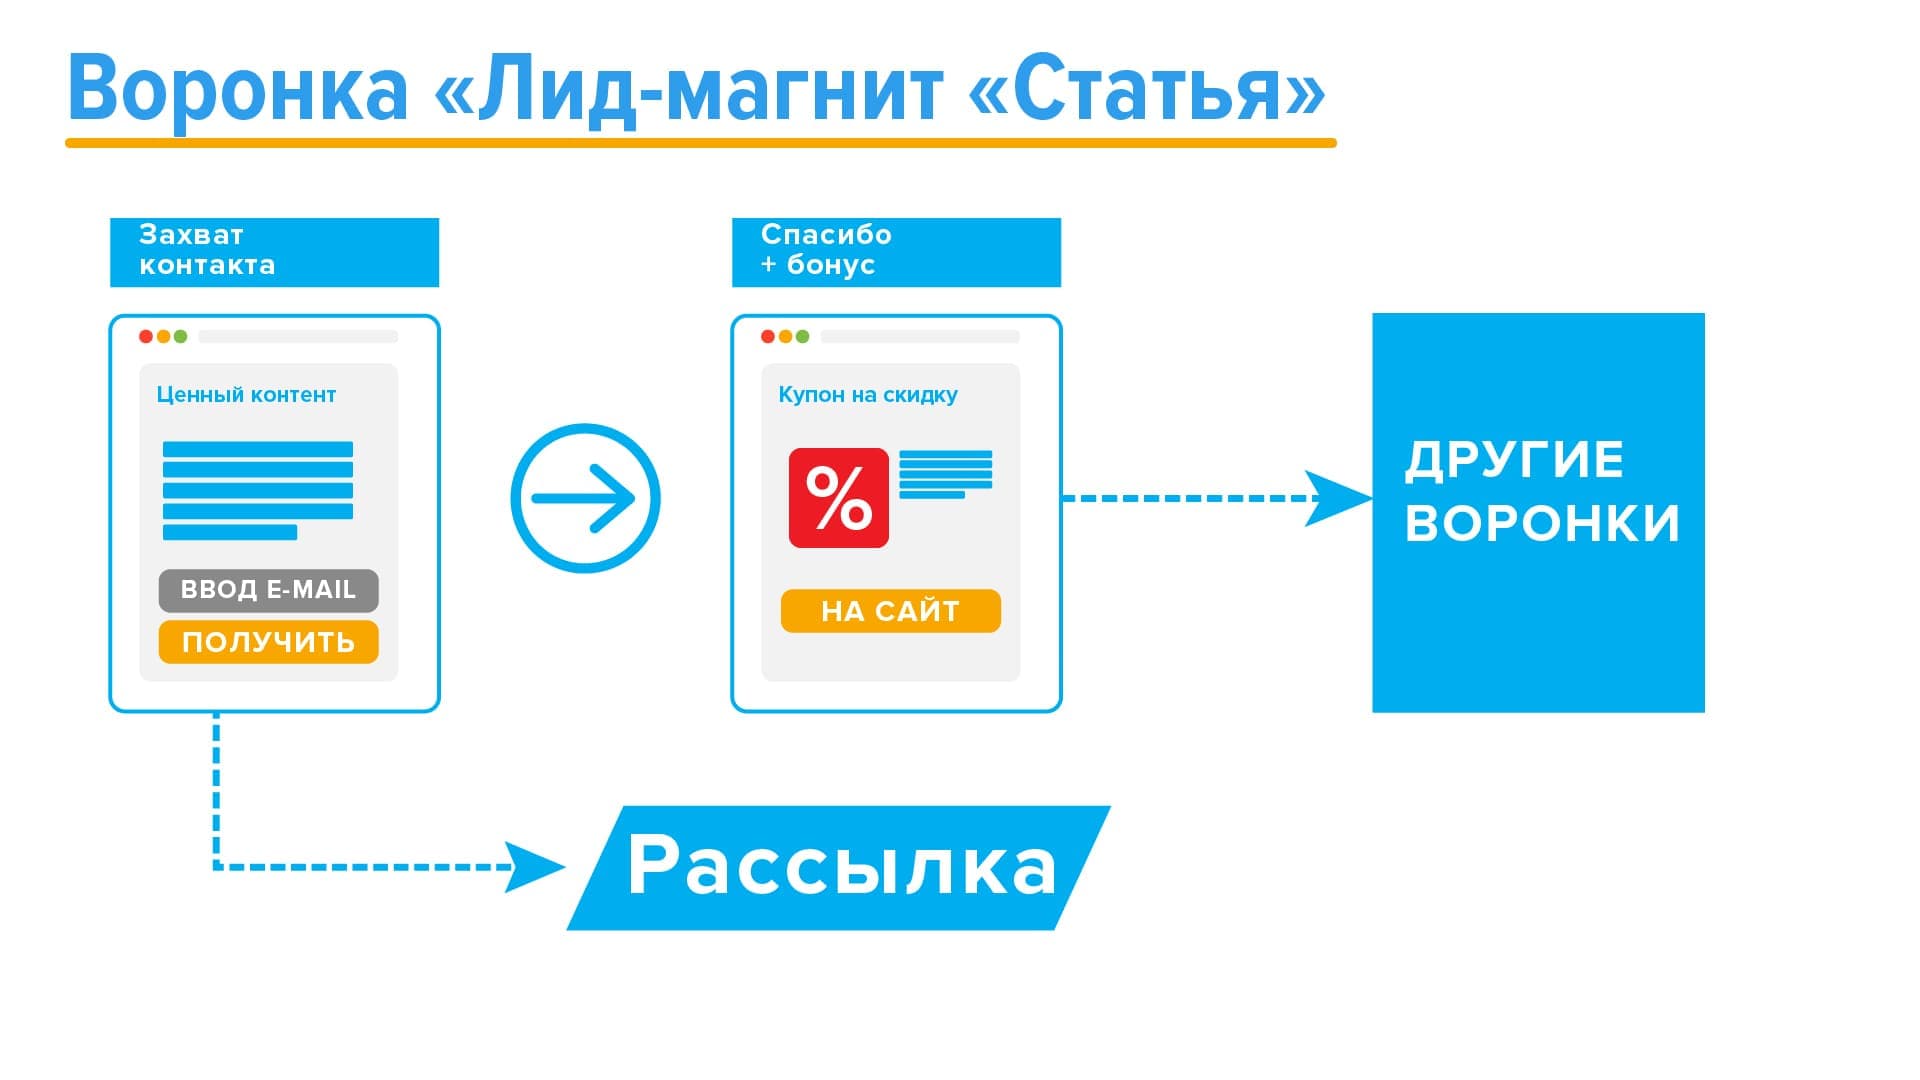 Воронка «Лид-магнит «Статья»
Захват
контакта
Ценный контент
ВВОД E-MAIL
ПОЛУЧИТЬ
Спасибо
+ бонус
Купон на скидку
%
НА САЙТ
ДРУГИЕ
ВОРОНКИ
Рассылка